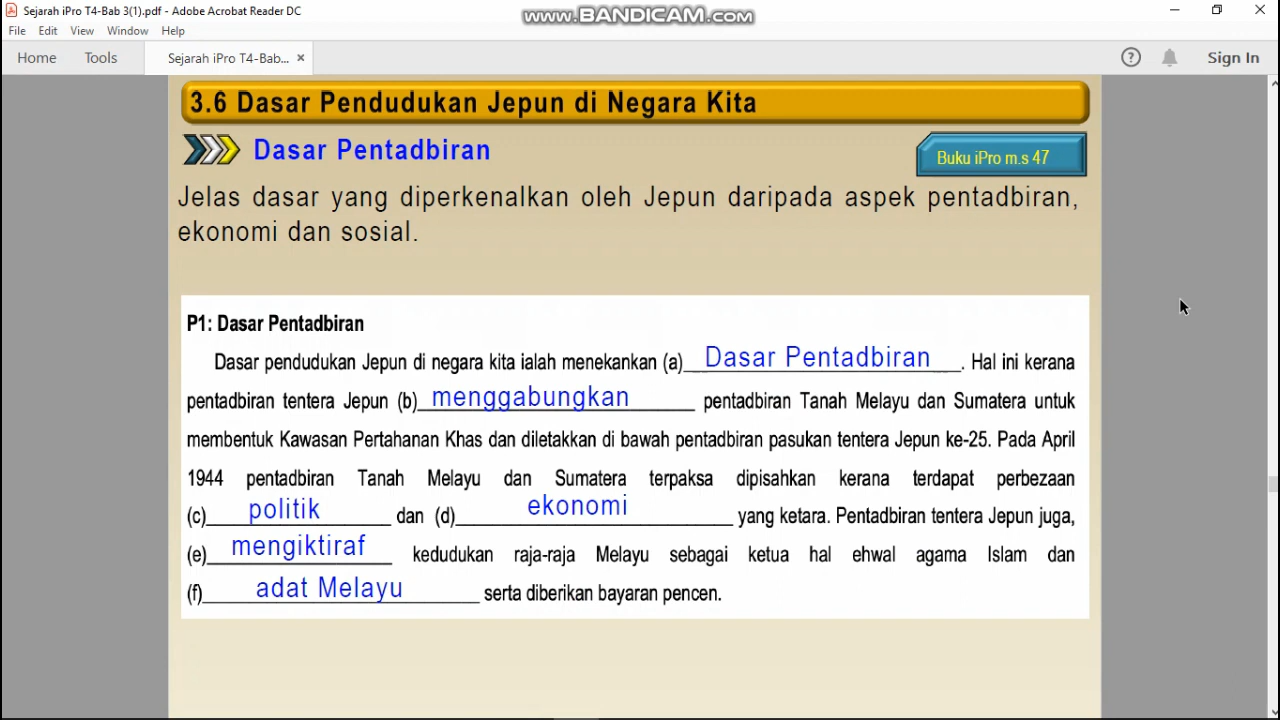 Sejarah iPro T4-Bab 3(1).pdf - Adobe Acrobat Reader DC
www.BANDICAM.com
File Edit View Window Help
Home Tools Sejarah iPro T4-Bab... × ? Sign In
3.6 Dasar Pendudukan Jepun di Negara Kita
Dasar Pentadbiran
Buku iPro m.s 47
Jelas dasar yang diperkenalkan oleh Jepun daripada aspek pentadbiran,
ekonomi dan sosial.
P1: Dasar Pentadbiran
Dasar pendudukan Jepun di negara kita ialah menekankan (a) Dasar Pentadbiran. Hal ini kerana
pentadbiran tentera Jepun (b) menggabungkan pentadbiran Tanah Melayu dan Sumatera untuk
membentuk Kawasan Pertahanan Khas dan diletakkan di bawah pentadbiran pasukan tentera Jepun ke-25. Pada April
1944 pentadbiran Tanah Melayu dan Sumatera terpaksa dipisahkan kerana terdapat perbezaan
(c) politik dan (d) ekonomi yang ketara. Pentadbiran tentera Jepun juga,
(e) mengiktiraf kedudukan raja-raja Melayu sebagai ketua hal ehwal agama Islam dan
(f) adat Melayu serta diberikan bayaran pencen.